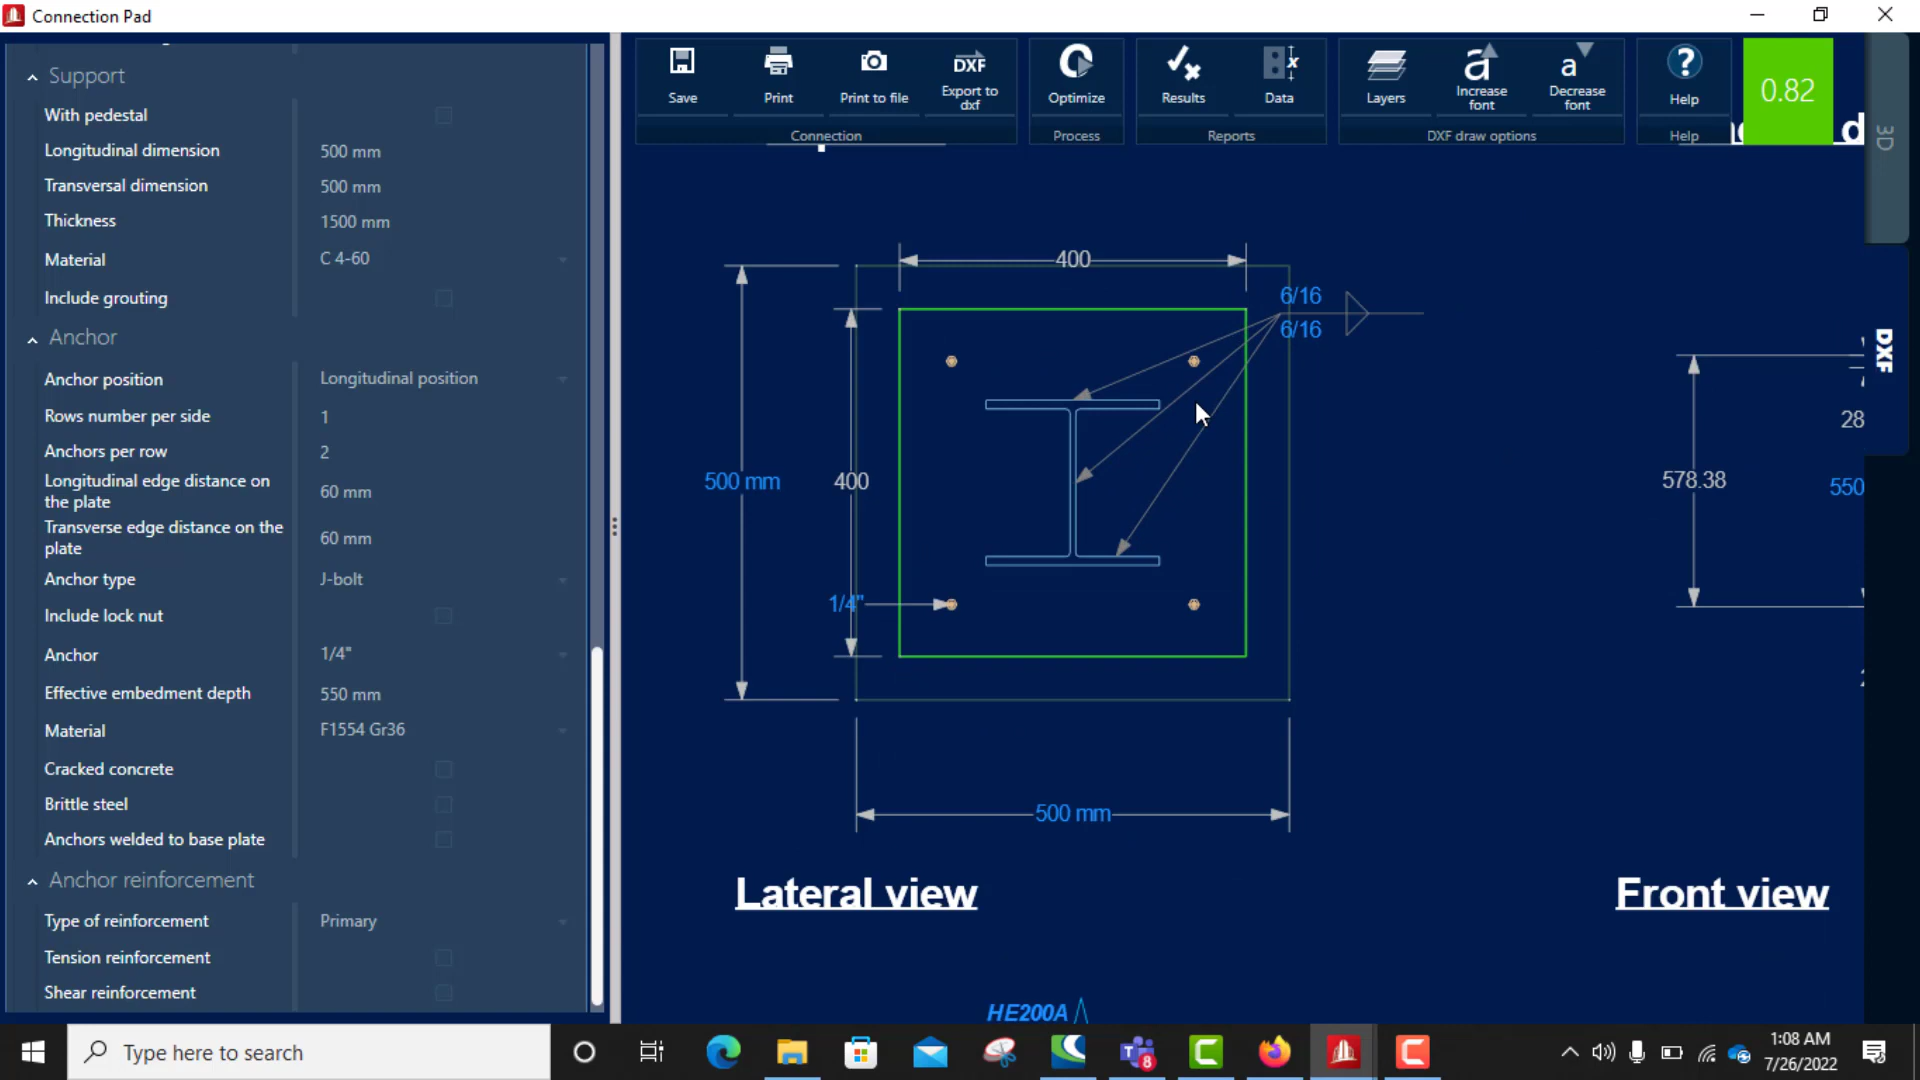 Connection Pad
Support
With pedestal
Longitudinal dimension 500 mm
Transversal dimension 500 mm
Thickness 1500 mm
Material C 4-60
Include grouting
Anchor
Anchor position Longitudinal position
Rows number per side 1
Anchors per row 2
Longitudinal edge distance on
the plate 60 mm
Transverse edge distance on the
plate 60 mm
Anchor type J-bolt
Include lock nut
Anchor 1/4"
Effective embedment depth 550 mm
Material F1554 Gr36
Cracked concrete
Brittle steel
Anchors welded to base plate
Anchor reinforcement
Type of reinforcement Primary
Tension reinforcement
Shear reinforcement
Save
Print
Print to file
DXF
Export to
dxf
Connection
Optimize
Process
Results
x
Data
Reports
Layers
a
Increase
font
a
Decrease
font
DXF draw options
?
Help
Help
0.82
d
3D
DXF
400
6/16
6/16
500 mm
400
1/4"
500 mm
578.38
28
550
Lateral view
Front view
HE200A
Type here to search
8
1:08 AM
7/26/2022